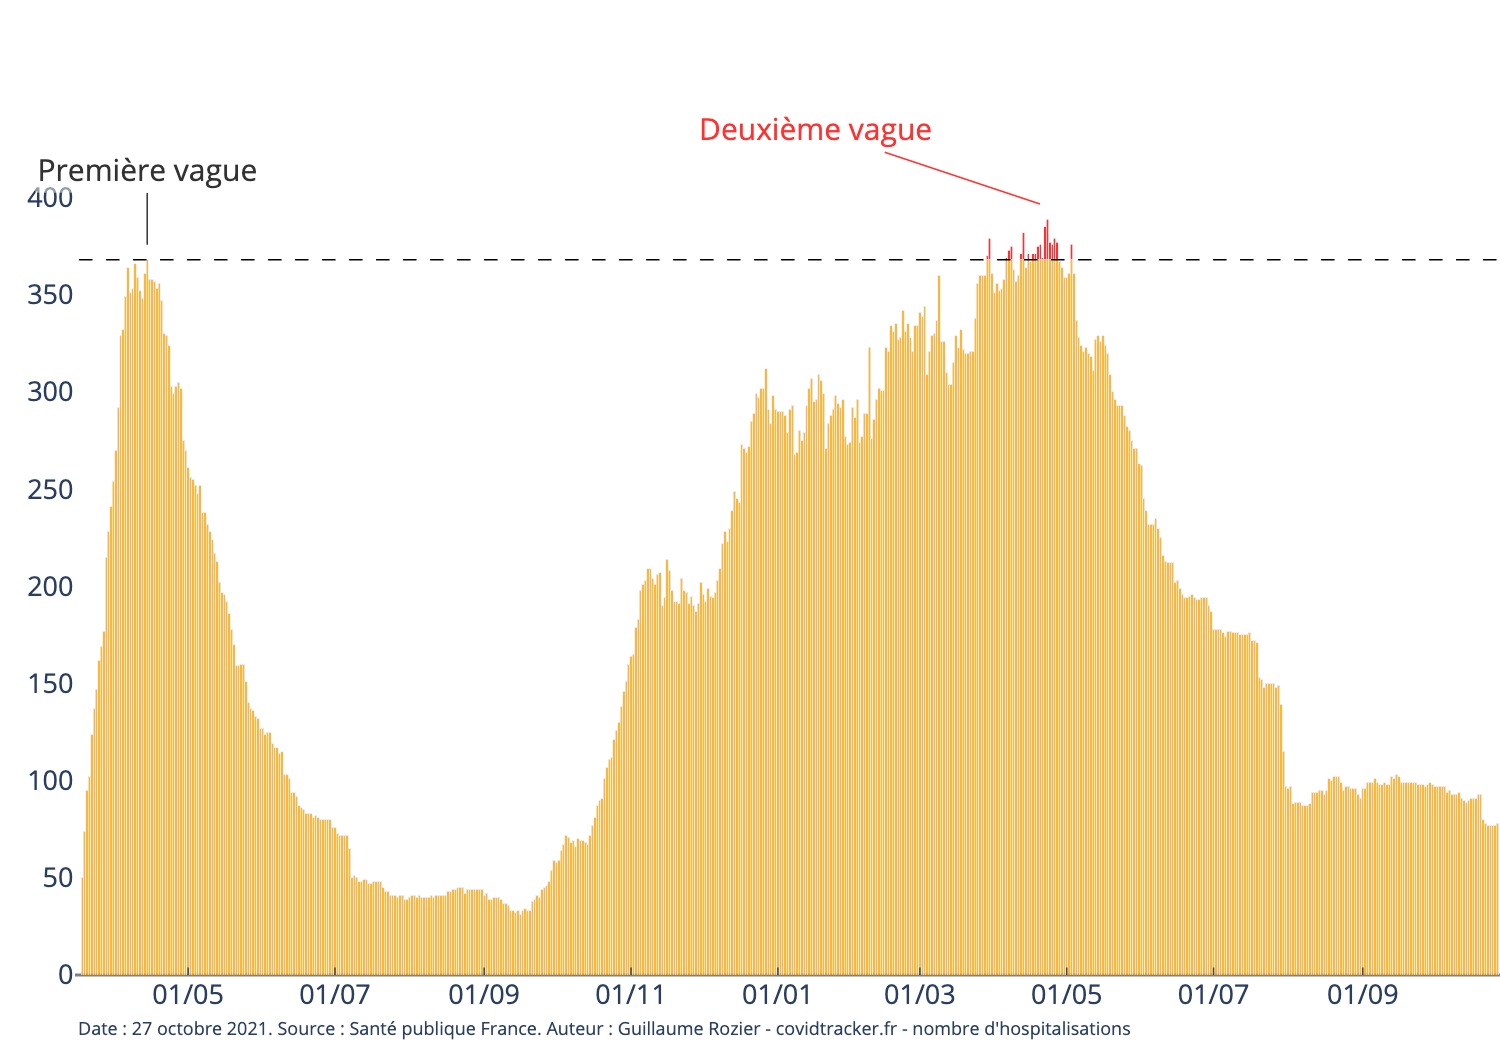 Deuxième vague
Première vague
400
350
300
250
200
150
100
50
0
01/05 01/07 01/09 01/11 01/01 01/03 01/05 01/07 01/09
Date : 27 octobre 2021. Source : Santé publique France. Auteur : Guillaume Rozier - covidtracker.fr - nombre d'hospitalisations